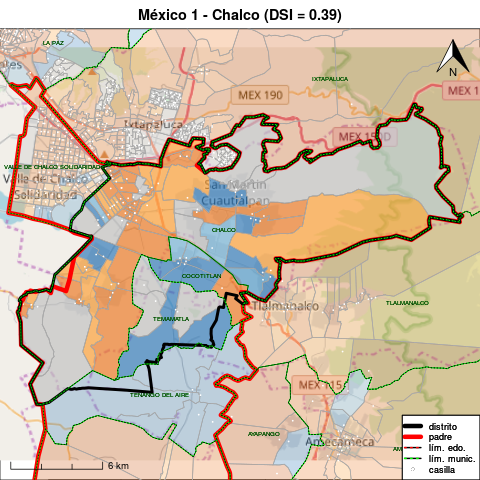 México 1 - Chalco (DSI = 0.39)
LA PAZ
IXTAPALUCA
N
MEX 190
MEX 1
Ixtapaluca
VALLE DE CHALCO SOLIDARIDAD
Valle de Chalco
Solidaridad
San Martín
Cuautlalpan
CHALCO
COCOTITLAN
Tlalmanalco
TLALMANALCO
TEMAMATLA
MEX 115
TENANGO DEL AIRE
AYAPANGO
Amecameca
AM
6 km
distrito
padre
lím. edo.
lím. munic.
casilla